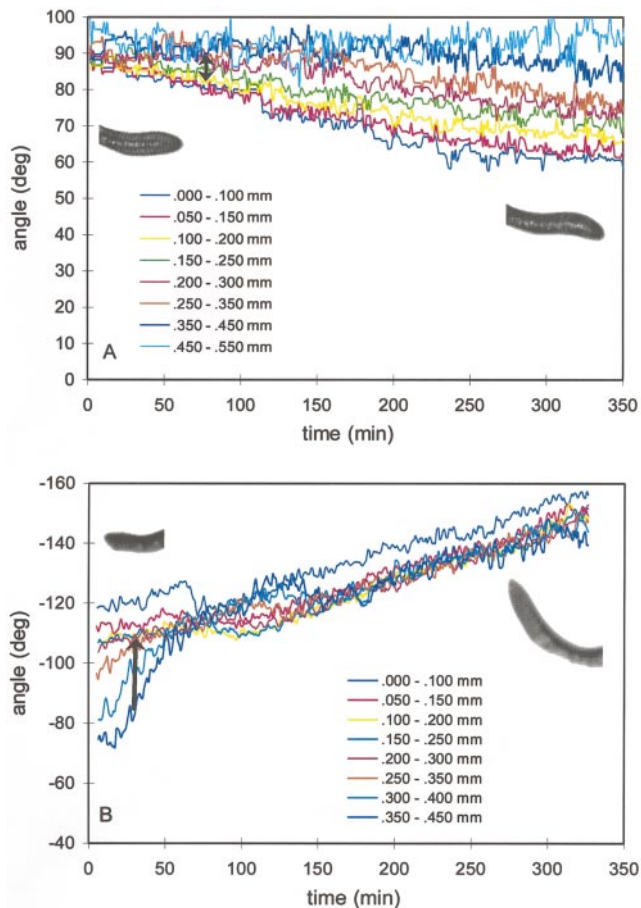 100
90
80
70
60
50
40
30
20
10
0
angle (deg)
.000 - .100 mm
.050 - .150 mm
.100 - .200 mm
.150 - .250 mm
.200 - .300 mm
.250 - .350 mm
.350 - .450 mm
.450 - .550 mm
A
0 50 100 150 200 250 300 350
time (min)
-160
-140
-120
-100
-80
-60
-40
angle (deg)
.000 - .100 mm
.050 - .150 mm
.100 - .200 mm
.150 - .250 mm
.200 - .300 mm
.250 - .350 mm
.300 - .400 mm
.350 - .450 mm
B
0 50 100 150 200 250 300 350
time (min)